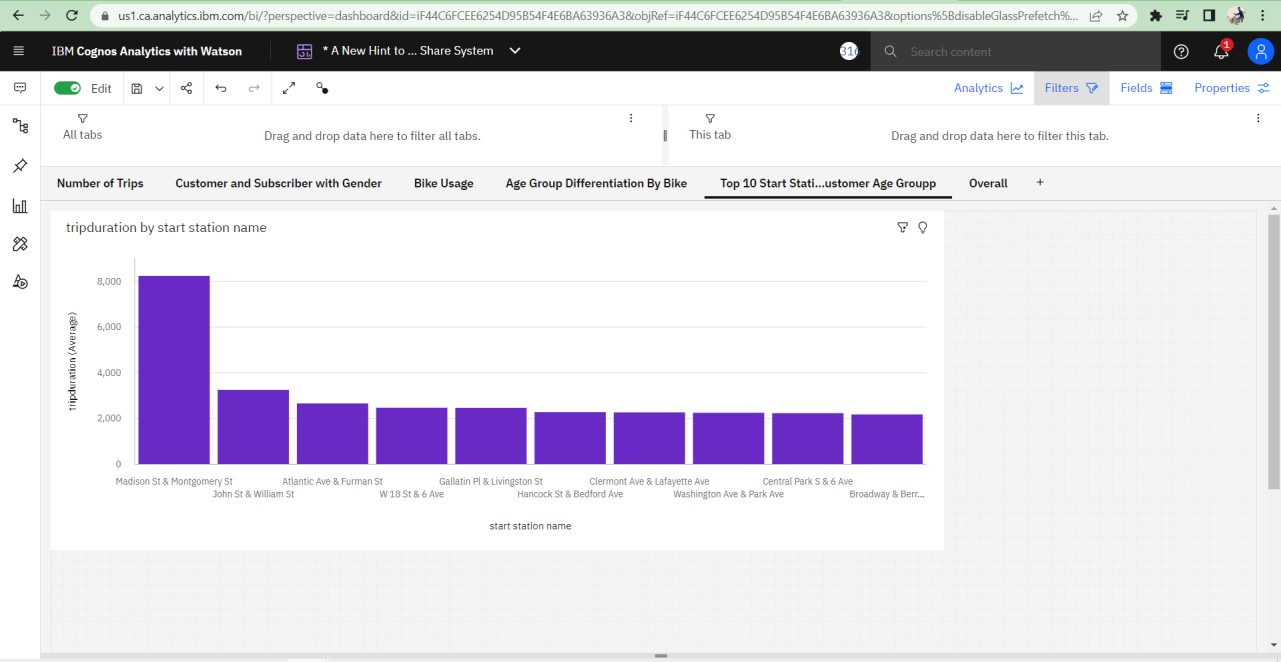 us1.ca.analytics.ibm.com/bi/?perspective=dashboard&id=iF44C6FCEE6254D95B54F4E6BA63936A3&objRef=iF44C6FCEE6254D95B54F4E6BA63936A3&options%5BdisableGlassPrefetch%...
IBM Cognos Analytics with Watson
* A New Hint to ... Share System
316
Search content
1
Edit
Analytics
Filters
Fields
Properties
All tabs
Drag and drop data here to filter all tabs.
This tab
Drag and drop data here to filter this tab.
Number of Trips
Customer and Subscriber with Gender
Bike Usage
Age Group Differentiation By Bike
Top 10 Start Stati...ustomer Age Groupp
Overall
+
tripduration by start station name
tripduration (Average)
8,000
6,000
4,000
2,000
0
Madison St & Montgomery St
John St & William St
Atlantic Ave & Furman St
W 18 St & 6 Ave
Gallatin Pl & Livingston St
Hancock St & Bedford Ave
Clermont Ave & Lafayette Ave
Washington Ave & Park Ave
Central Park S & 6 Ave
Broadway & Berr...
start station name